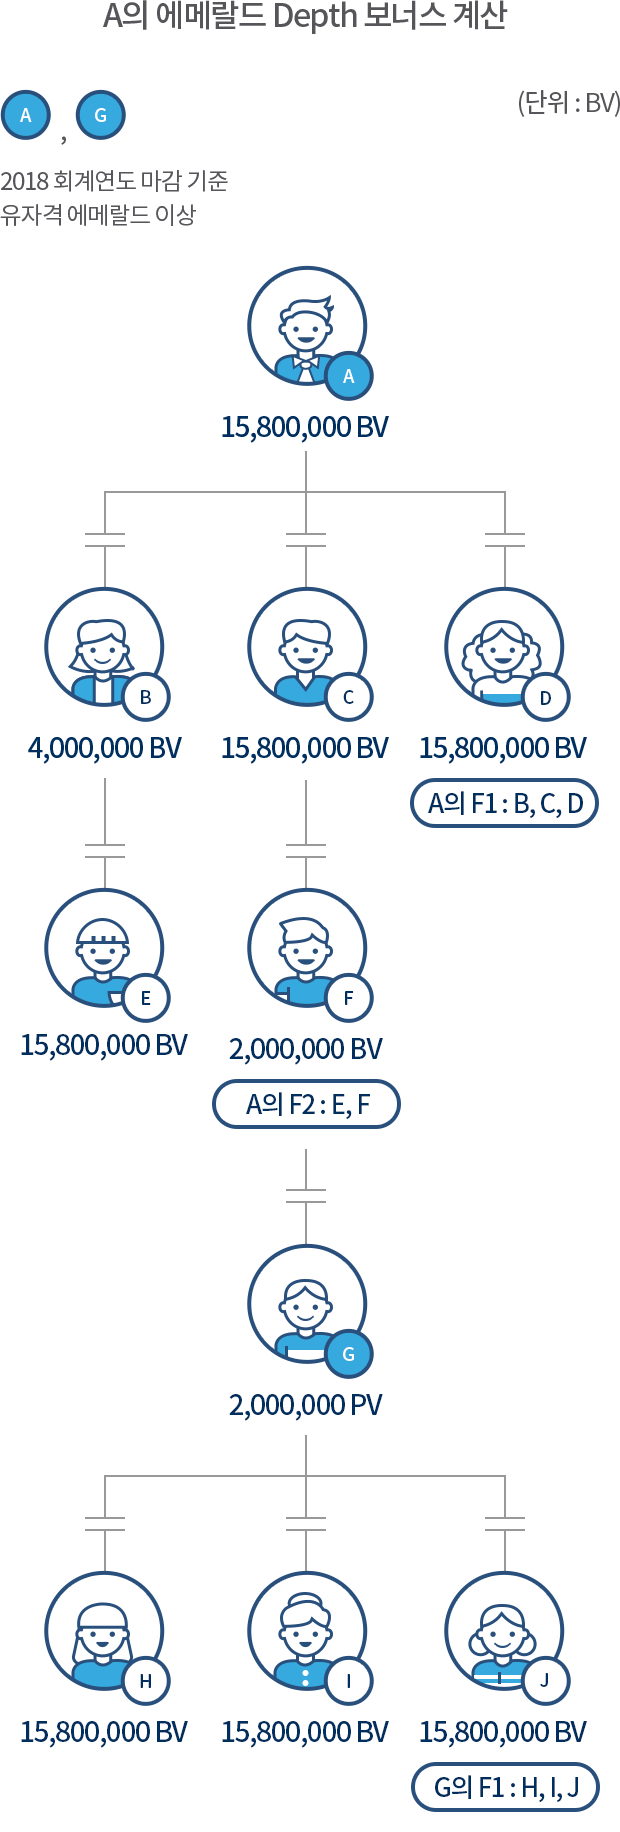 A의 에메랄드 Depth 보너스 계산
A , G
(단위 : BV)
2018 회계연도 마감 기준
유자격 에메랄드 이상
A
15,800,000 BV
B
C
D
4,000,000 BV
15,800,000 BV
15,800,000 BV
A의 F1 : B, C, D
E
F
15,800,000 BV
2,000,000 BV
A의 F2 : E, F
G
2,000,000 PV
H
I
J
15,800,000 BV
15,800,000 BV
15,800,000 BV
G의 F1 : H, I, J